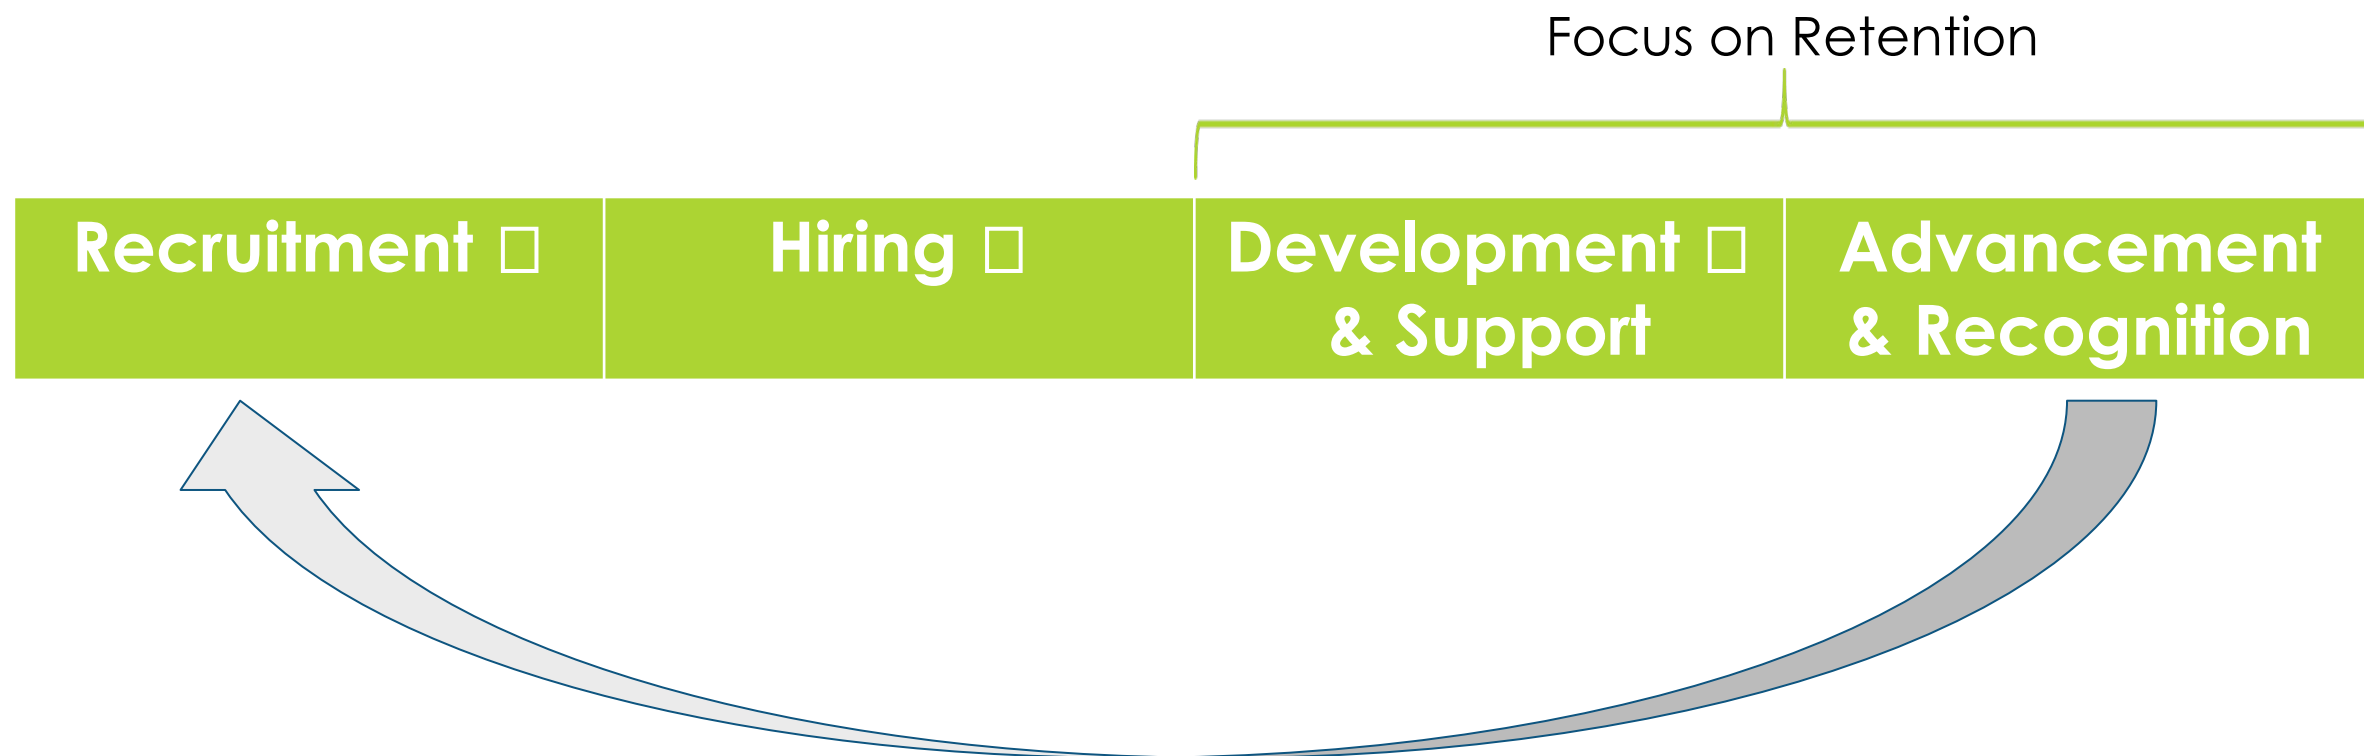 Focus on Retention
Recruitment □
Hiring □
Development □
& Support
Advancement
& Recognition